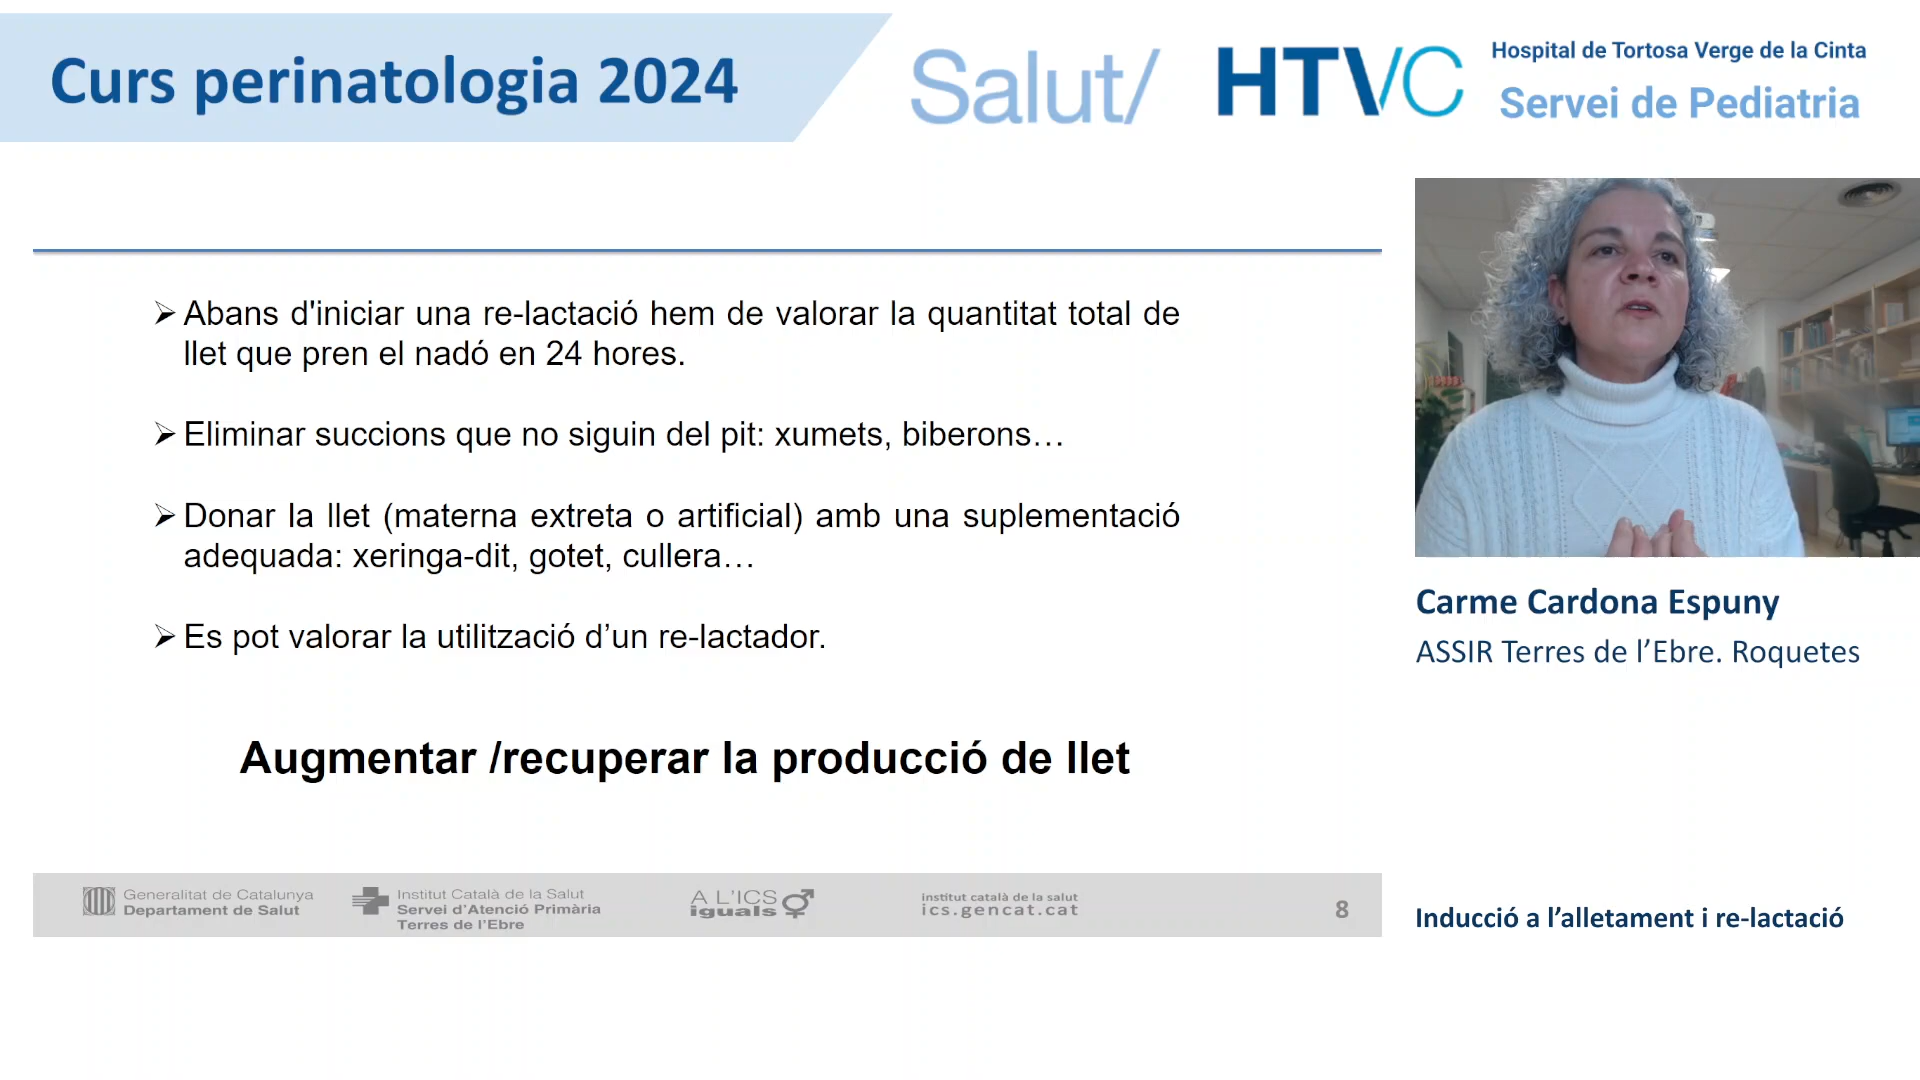 Curs perinatologia 2024
Salut/
HTVC
Hospital de Tortosa Verge de la Cinta
Servei de Pediatria
➢Abans d'iniciar una re-lactació hem de valorar la quantitat total de
llet que pren el nadó en 24 hores.
➢Eliminar succions que no siguin del pit: xumets, biberons…
➢Donar la llet (materna extreta o artificial) amb una suplementació
adequada: xeringa-dit, gotet, cullera…
➢Es pot valorar la utilització d’un re-lactador.
Augmentar /recuperar la producció de llet
Carme Cardona Espuny
ASSIR Terres de l’Ebre. Roquetes
Generalitat de Catalunya
Departament de Salut
Institut Català de la Salut
Servei d'Atenció Primària
Terres de l'Ebre
A L'ICS
iguals
institut català de la salut
ics.gencat.cat
8
Inducció a l’alletament i re-lactació